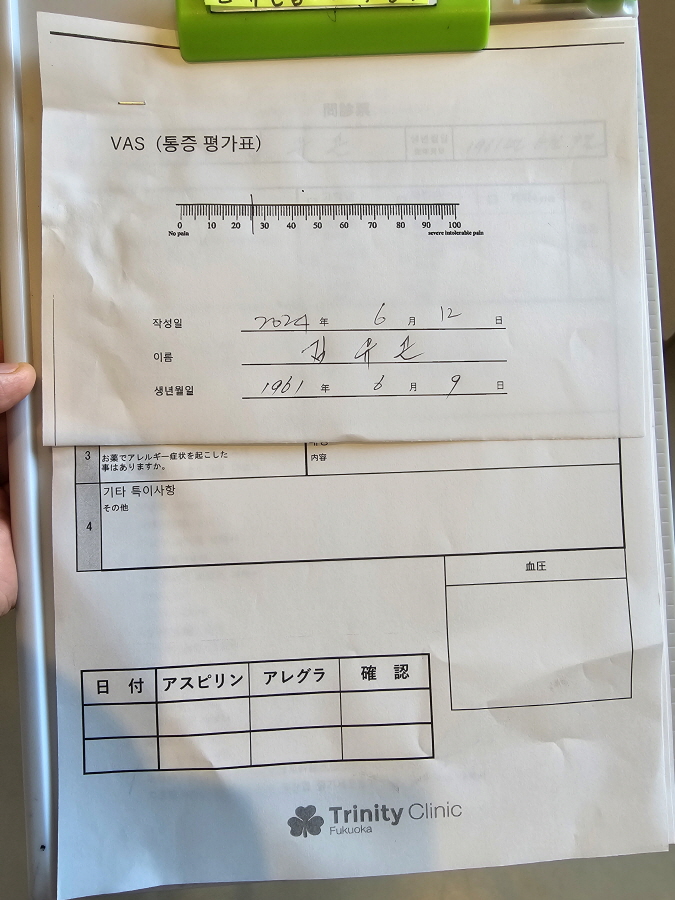 VAS (통증 평가표)
0 10 20 30 40 50 60 70 80 90 100
No pain severe intolerable pain
작성일 2024 年 6 月 12 日
이름 김
생년월일 1961 年 6 月 9 日
3 お薬でアレルギー症状を起こした
事はありますか。
内容
4 기타 특이사항
その他
血圧
日 付 アスピリン アレグラ 確 認
Trinity Clinic
Fukuoka